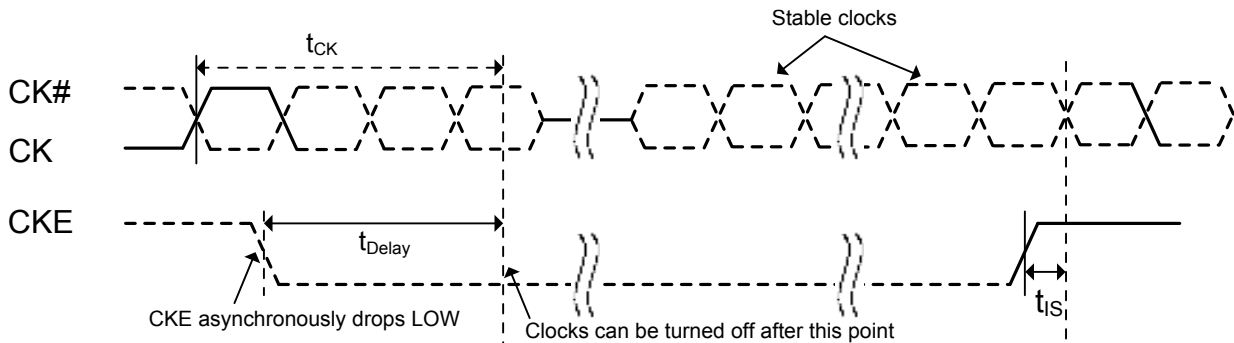 Stable clocks
tCK
CK#
CK
CKE
tDelay
tIS
CKE asynchronously drops LOW
Clocks can be turned off after this point